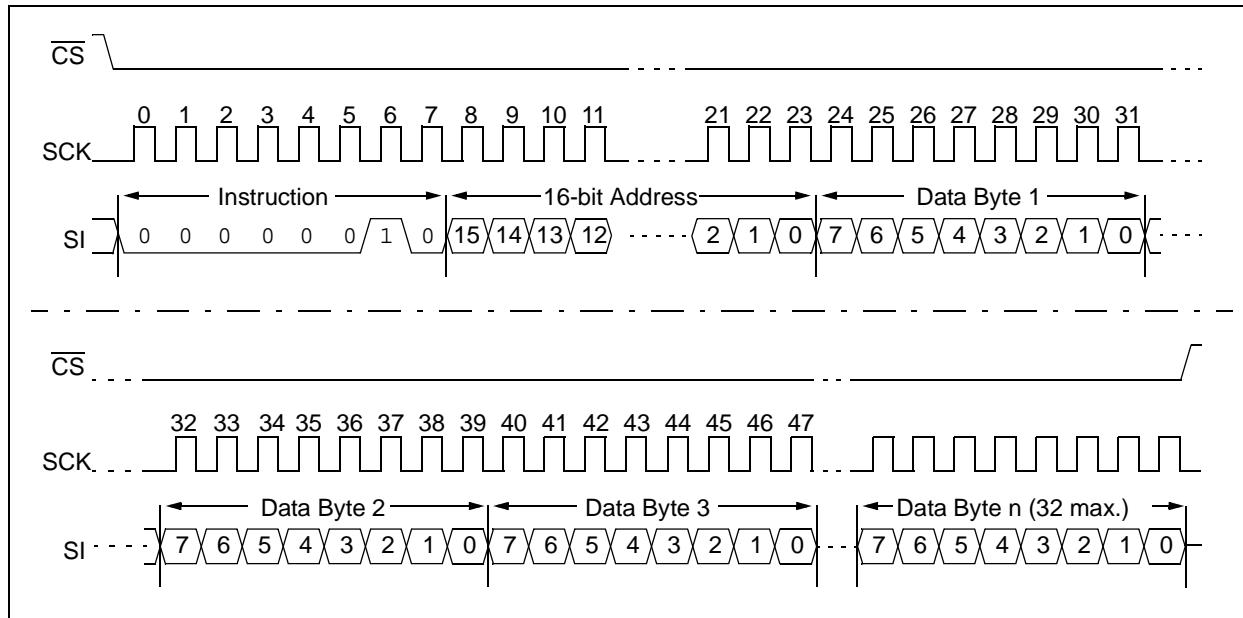 CS
0 1 2 3 4 5 6 7 8 9 10 11 21 22 23 24 25 26 27 28 29 30 31
SCK
Instruction 16-bit Address Data Byte 1
SI 0 0 0 0 0 0 1 0 15 14 13 12 2 1 0 7 6 5 4 3 2 1 0
CS
32 33 34 35 36 37 38 39 40 41 42 43 44 45 46 47
SCK
Data Byte 2 Data Byte 3 Data Byte n (32 max.)
SI 7 6 5 4 3 2 1 0 7 6 5 4 3 2 1 0 7 6 5 4 3 2 1 0